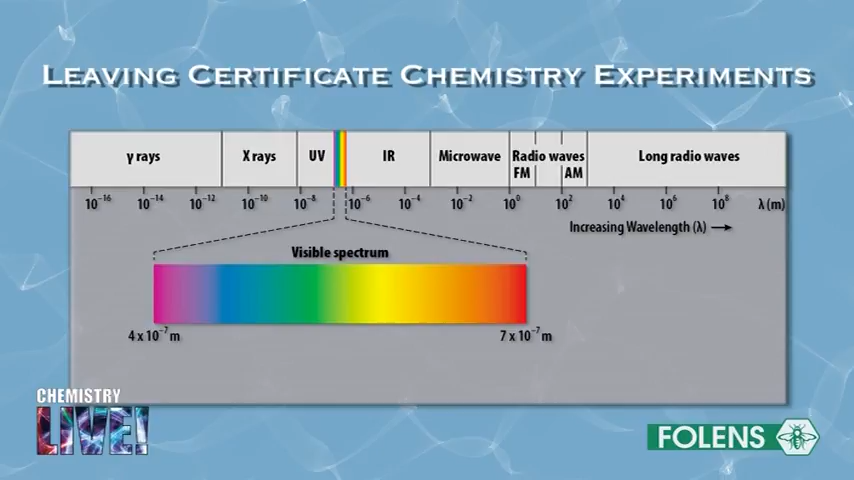 LEAVING CERTIFICATE CHEMISTRY EXPERIMENTS
γ rays X rays UV IR Microwave Radio waves Long radio waves
FM AM
10⁻¹⁶ 10⁻¹⁴ 10⁻¹² 10⁻¹⁰ 10⁻⁸ 10⁻⁶ 10⁻⁴ 10⁻² 10⁰ 10² 10⁴ 10⁶ 10⁸ λ (m)
Increasing Wavelength (λ) →
Visible spectrum
4 x 10⁻⁷ m 7 x 10⁻⁷ m
CHEMISTRY
LIVE!
FOLENS